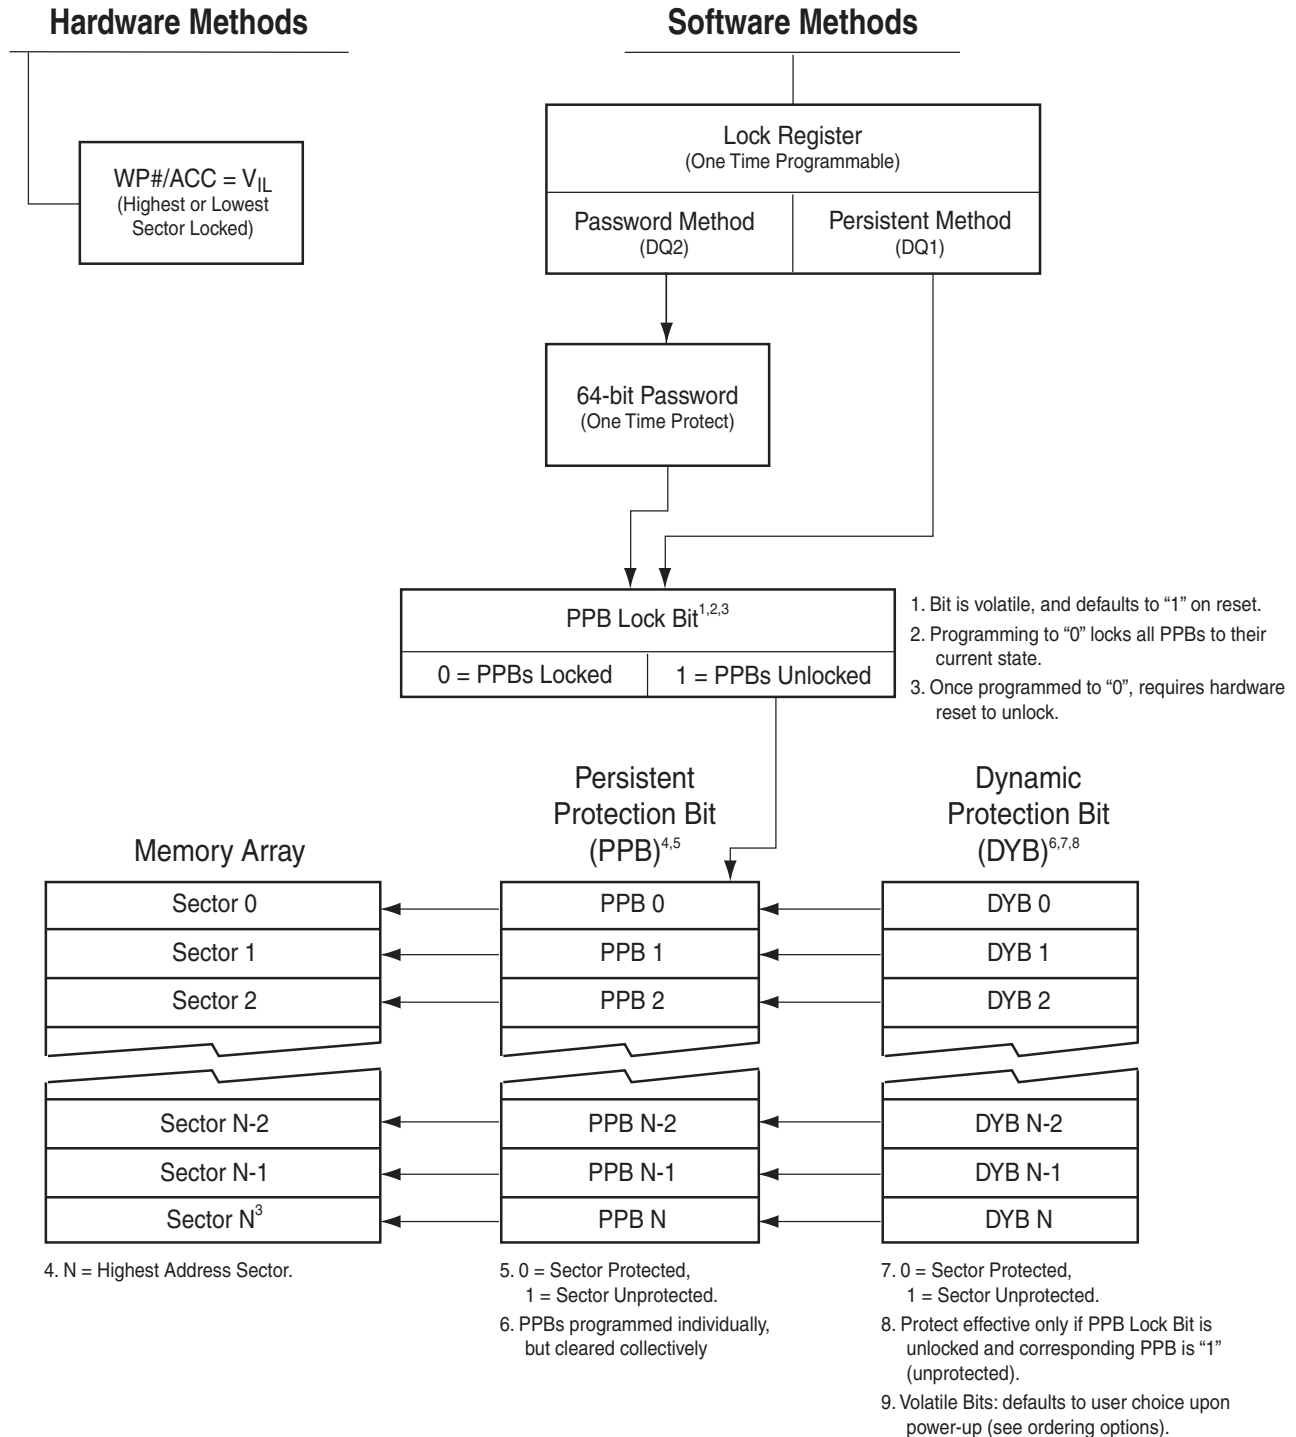 Hardware Methods
Software Methods
WP#/ACC = VIL
(Highest or Lowest
Sector Locked)
Lock Register
(One Time Programmable)
Password Method
(DQ2)
Persistent Method
(DQ1)
64-bit Password
(One Time Protect)
PPB Lock Bit1,2,3
0 = PPBs Locked
1 = PPBs Unlocked
1. Bit is volatile, and defaults to “1” on reset.
2. Programming to “0” locks all PPBs to their
current state.
3. Once programmed to “0”, requires hardware
reset to unlock.
Memory Array
Persistent
Protection Bit
(PPB)4,5
Dynamic
Protection Bit
(DYB)6,7,8
Sector 0
PPB 0
DYB 0
Sector 1
PPB 1
DYB 1
Sector 2
PPB 2
DYB 2
Sector N-2
PPB N-2
DYB N-2
Sector N-1
PPB N-1
DYB N-1
Sector N3
PPB N
DYB N
4. N = Highest Address Sector.
5. 0 = Sector Protected,
1 = Sector Unprotected.
6. PPBs programmed individually,
but cleared collectively
7. 0 = Sector Protected,
1 = Sector Unprotected.
8. Protect effective only if PPB Lock Bit is
unlocked and corresponding PPB is “1”
(unprotected).
9. Volatile Bits: defaults to user choice upon
power-up (see ordering options).